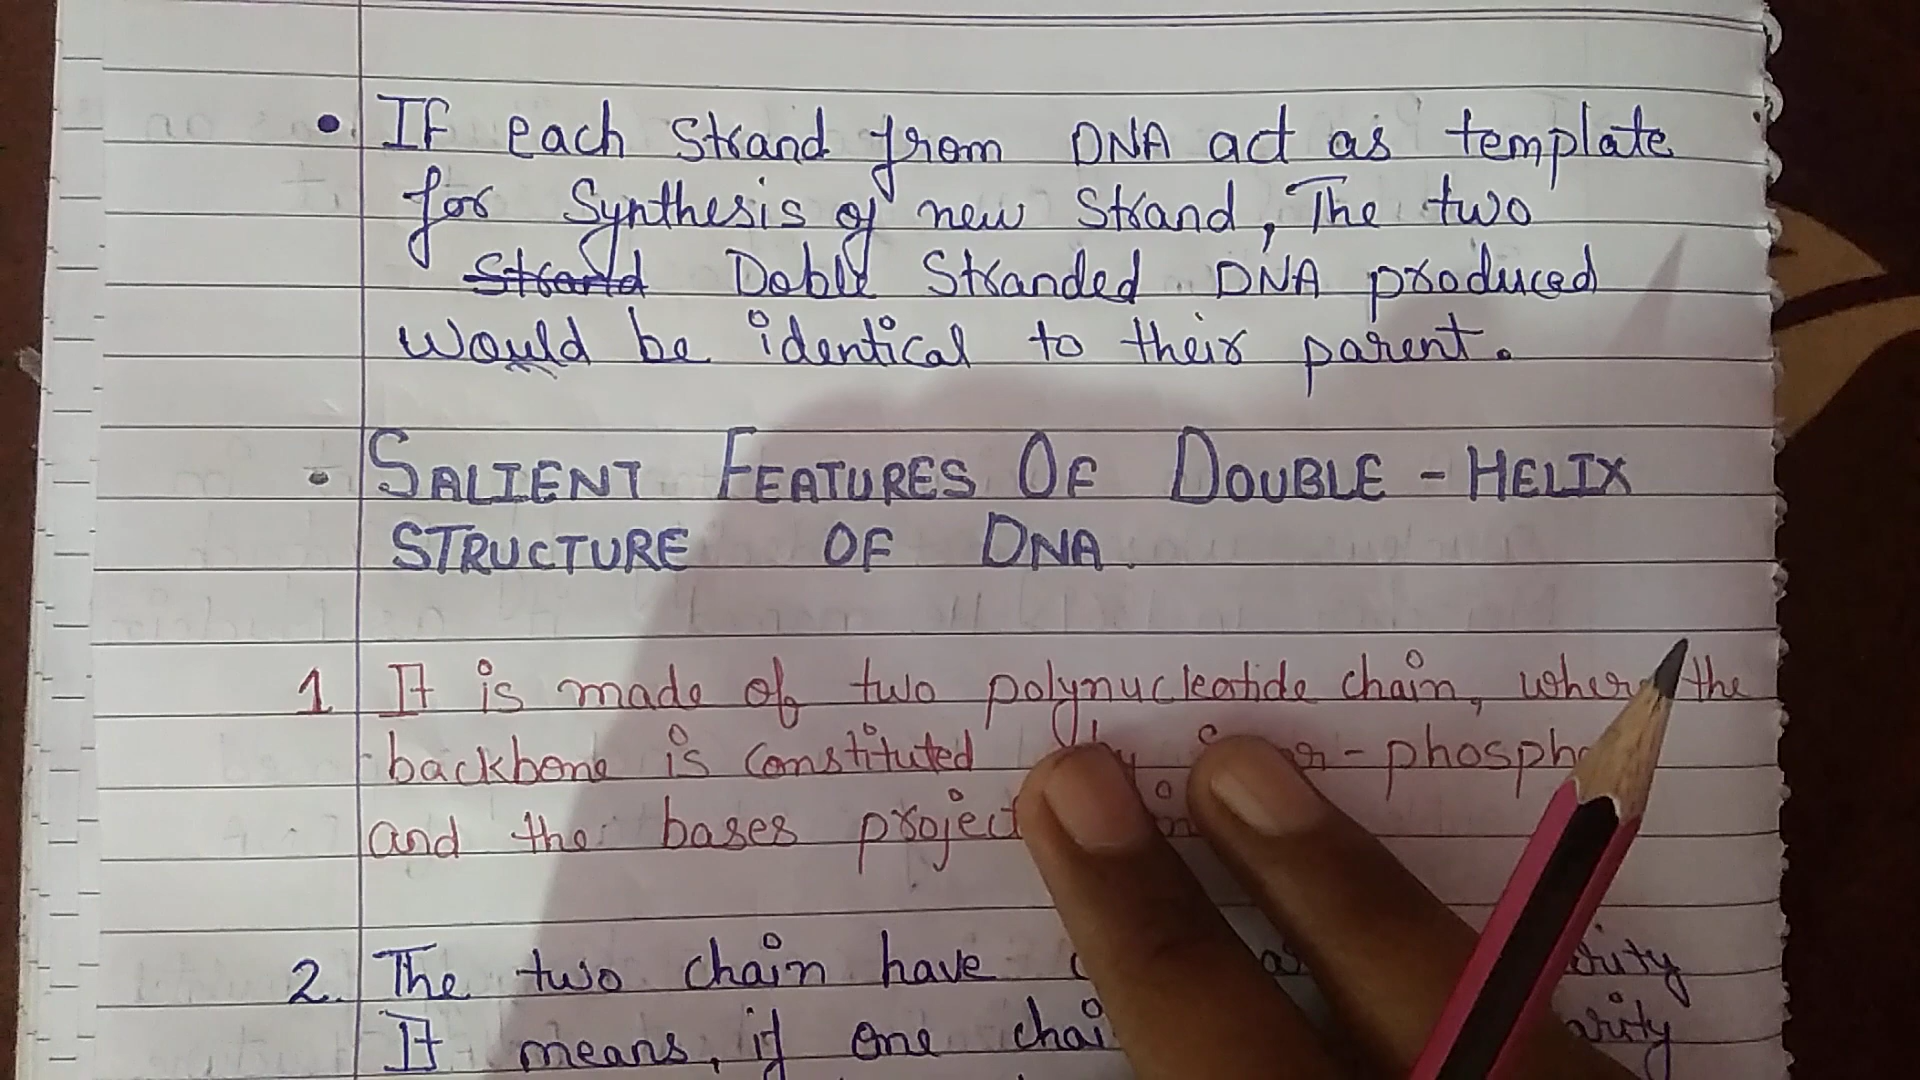 • If each strand from DNA act as template
for Synthesis of new Strand, The two
Doble Stranded DNA produced
would be identical to their parent.
• SALIENT FEATURES OF DOUBLE - HELIX
STRUCTURE OF DNA.
1 It is made of two polynucleotide chain, where the
backbone is constituted
and the bases project
2. The two chain have
It means, if one